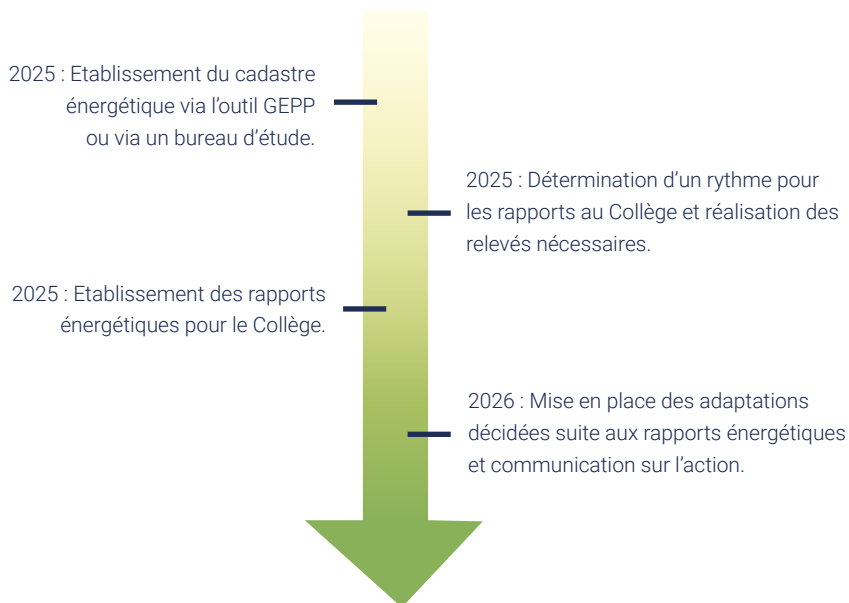 2025 : Etablissement du cadastre
énergétique via l'outil GEPP
ou via un bureau d'étude.
2025 : Détermination d'un rythme pour
les rapports au Collège et réalisation des
relevés nécessaires.
2025 : Etablissement des rapports
énergétiques pour le Collège.
2026 : Mise en place des adaptations
décidées suite aux rapports énergétiques
et communication sur l'action.